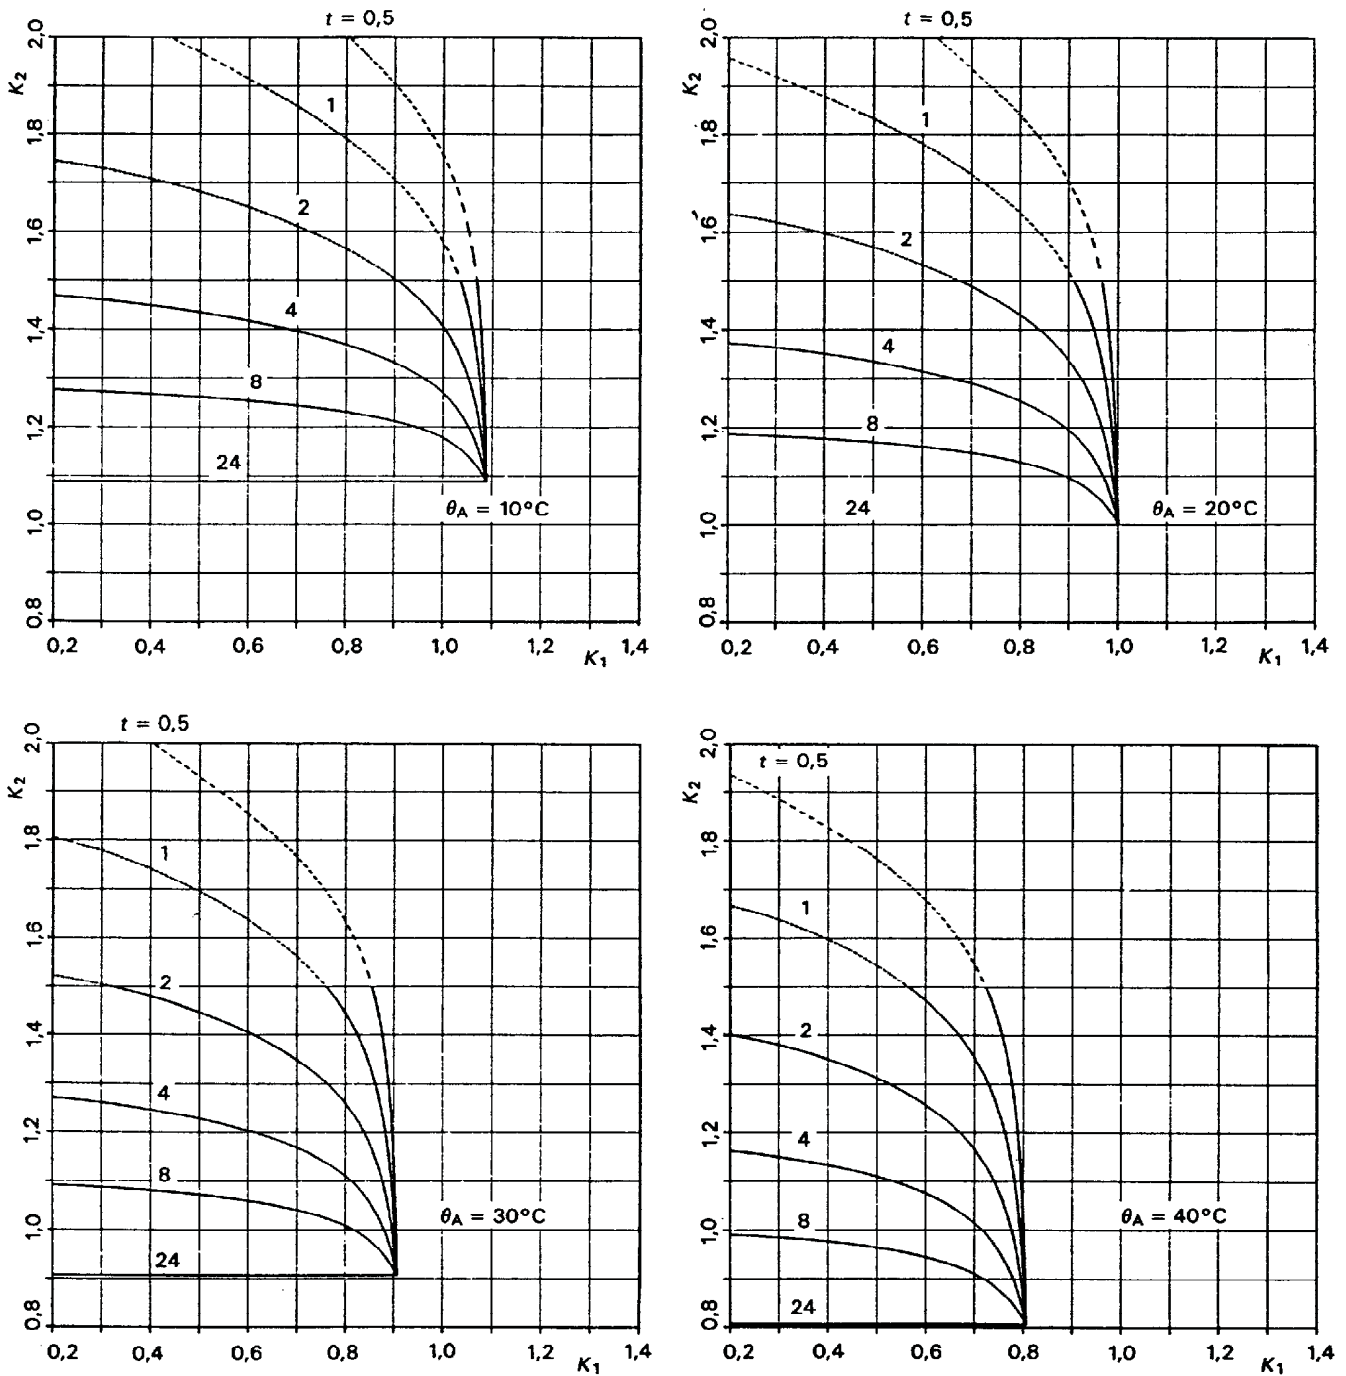 t = 0,5
t = 0,5
K2
2,0
1,8
1,6
1,4
1,2
1,0
0,8
1
2
4
8
24
θA = 10°C
0,2 0,4 0,6 0,8 1,0 1,2 1,4
K1
K2
2,0
1,8
1,6
1,4
1,2
1,0
0,8
1
2
4
8
24
θA = 20°C
0,2 0,4 0,6 0,8 1,0 1,2 1,4
K1
t = 0,5
K2
2,0
1,8
1,6
1,4
1,2
1,0
0,8
1
2
4
8
24
θA = 30°C
0,2 0,4 0,6 0,8 1,0 1,2 1,4
K1
t = 0,5
K2
2,0
1,8
1,6
1,4
1,2
1,0
0,8
1
2
4
8
24
θA = 40°C
0,2 0,4 0,6 0,8 1,0 1,2 1,4
K1